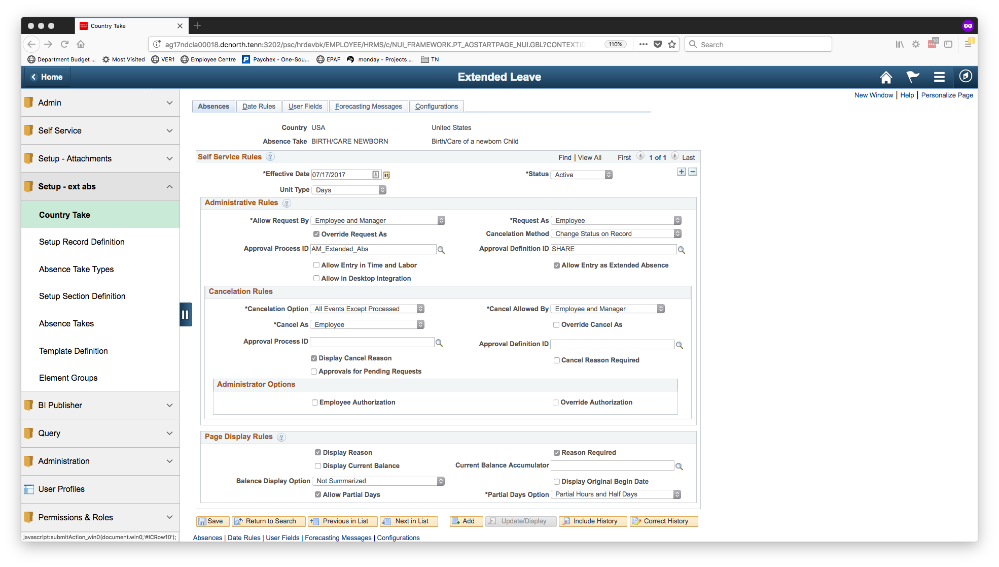 Country Take
ag17ndcla00018.dcnorth.tenn:3202/psc/hrdevbk/EMPLOYEE/HRMS/c/NUI_FRAMEWORK.PT_AGSTARTPAGE_NUI.GBL?CONTEXTID 110% Search 10
Department Budget ... Most Visited VER1 Employee Centre Paychex - One-Sou... EPAF monday - Projects ... TN
Home Extended Leave
New Window | Help | Personalize Page
Admin
Self Service
Setup - Attachments
Setup - ext abs
Country Take
Setup Record Definition
Absence Take Types
Setup Section Definition
Absence Takes
Template Definition
Element Groups
BI Publisher
Query
Administration
User Profiles
Permissions & Roles
javascript:submitAction_win0(document.win0,'#ICRow10');
Absences Date Rules User Fields Forecasting Messages Configurations
Country USA United States
Absence Take BIRTH/CARE NEWBORN Birth/Care of a newborn Child
Self Service Rules ? Find | View All First 1 of 1 Last
*Effective Date 07/17/2017 31 *Status Active + −
Unit Type Days
Administrative Rules ?
*Allow Request By Employee and Manager *Request As Employee
Override Request As Cancelation Method Change Status on Record
Approval Process ID AM_Extended_Abs Approval Definition ID SHARE
Allow Entry in Time and Labor Allow Entry as Extended Absence
Allow in Desktop Integration
Cancelation Rules
*Cancelation Option All Events Except Processed *Cancel Allowed By Employee and Manager
*Cancel As Employee Override Cancel As
Approval Process ID Approval Definition ID
Display Cancel Reason Cancel Reason Required
Approvals for Pending Requests
Administrator Options
Employee Authorization Override Authorization
Page Display Rules ?
Display Reason Reason Required
Display Current Balance Current Balance Accumulator
Balance Display Option Not Summarized Display Original Begin Date
Allow Partial Days *Partial Days Option Partial Hours and Half Days
Save Return to Search Previous in List Next in List Add Update/Display Include History Correct History
Absences | Date Rules | User Fields | Forecasting Messages | Configurations